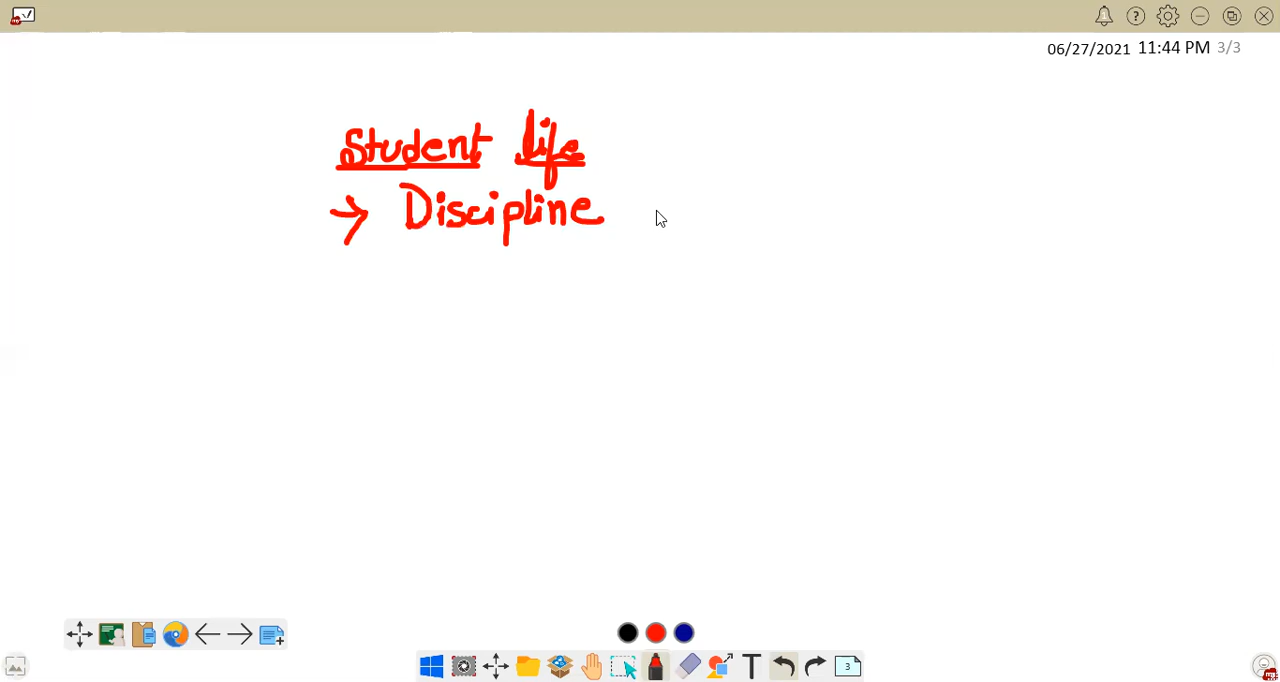 06/27/2021 11:44 PM 3/3
Student life
→ Discipline
3